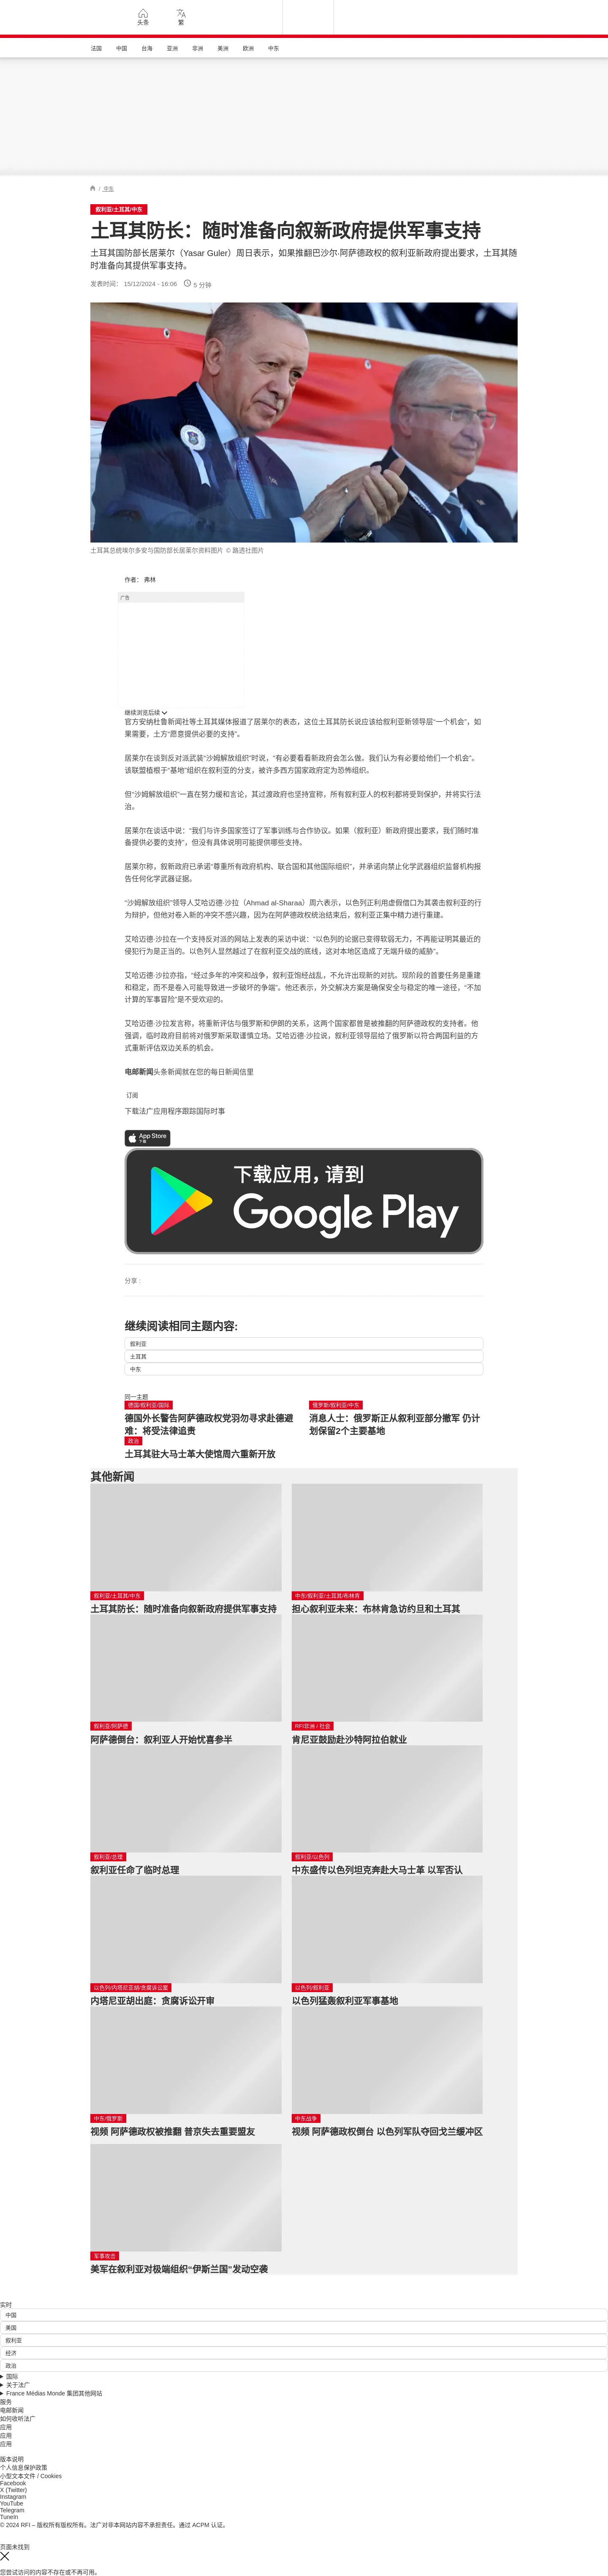 头条
繁
法国
中国
台海
亚洲
非洲
美洲
欧洲
中东
/ 中东
叙利亚/土耳其/中东
土耳其防长：随时准备向叙新政府提供军事支持
土耳其国防部长居莱尔（Yasar Guler）周日表示，如果推翻巴沙尔·阿萨德政权的叙利亚新政府提出要求，土耳其随
时准备向其提供军事支持。
发表时间： 15/12/2024 - 16:06 5 分钟
土耳其总统埃尔多安与国防部长居莱尔资料图片 © 路透社图片
作者： 弗林
广告
继续浏览后续
官方安纳杜鲁新闻社等土耳其媒体报道了居莱尔的表态，这位土耳其防长说应该给叙利亚新领导层“一个机会”，如
果需要，土方“愿意提供必要的支持”。
居莱尔在谈到反对派武装“沙姆解放组织”时说，“有必要看看新政府会怎么做。我们认为有必要给他们一个机会”。
该联盟植根于“基地”组织在叙利亚的分支，被许多西方国家政府定为恐怖组织。
但“沙姆解放组织”一直在努力缓和言论，其过渡政府也坚持宣称，所有叙利亚人的权利都将受到保护，并将实行法
治。
居莱尔在谈话中说：“我们与许多国家签订了军事训练与合作协议。如果（叙利亚）新政府提出要求，我们随时准
备提供必要的支持”，但没有具体说明可能提供哪些支持。
居莱尔称，叙新政府已承诺“尊重所有政府机构、联合国和其他国际组织”，并承诺向禁止化学武器组织监督机构报
告任何化学武器证据。
“沙姆解放组织”领导人艾哈迈德·沙拉（Ahmad al-Sharaa）周六表示，以色列正利用虚假借口为其袭击叙利亚的行
为辩护，但他对卷入新的冲突不感兴趣，因为在阿萨德政权统治结束后，叙利亚正集中精力进行重建。
艾哈迈德·沙拉在一个支持反对派的网站上发表的采访中说：“以色列的论据已变得软弱无力，不再能证明其最近的
侵犯行为是正当的。以色列人显然越过了在叙利亚交战的底线，这对本地区造成了无端升级的威胁”。
艾哈迈德·沙拉亦指，“经过多年的冲突和战争，叙利亚饱经战乱，不允许出现新的对抗。现阶段的首要任务是重建
和稳定，而不是卷入可能导致进一步破坏的争端”。他还表示，外交解决方案是确保安全与稳定的唯一途径，“不加
计算的军事冒险”是不受欢迎的。
艾哈迈德·沙拉发言称，将重新评估与俄罗斯和伊朗的关系，这两个国家都曾是被推翻的阿萨德政权的支持者。他
强调，临时政府目前将对俄罗斯采取谨慎立场。艾哈迈德·沙拉说，叙利亚领导层给了俄罗斯以符合两国利益的方
式重新评估双边关系的机会。
电邮新闻头条新闻就在您的每日新闻信里
订阅
下载法广应用程序跟踪国际时事
App Store
下载
下载应用，请到
Google Play
分享 :
继续阅读相同主题内容:
叙利亚
土耳其
中东
同一主题
德国/叙利亚/国际
德国外长警告阿萨德政权党羽勿寻求赴德避
难：将受法律追责
俄罗斯/叙利亚/中东
消息人士：俄罗斯正从叙利亚部分撤军 仍计
划保留2个主要基地
政治
土耳其驻大马士革大使馆周六重新开放
其他新闻
叙利亚/土耳其/中东
土耳其防长：随时准备向叙新政府提供军事支持
中东/叙利亚/土耳其/布林肯
担心叙利亚未来：布林肯急访约旦和土耳其
叙利亚/阿萨德
阿萨德倒台：叙利亚人开始忧喜参半
RFI非洲 / 社会
肯尼亚鼓励赴沙特阿拉伯就业
叙利亚/总理
叙利亚任命了临时总理
叙利亚/以色列
中东盛传以色列坦克奔赴大马士革 以军否认
以色列/内塔尼亚胡/贪腐诉讼案
内塔尼亚胡出庭：贪腐诉讼开审
以色列/叙利亚
以色列猛轰叙利亚军事基地
中东/俄罗斯
视频 阿萨德政权被推翻 普京失去重要盟友
中东战争
视频 阿萨德政权倒台 以色列军队夺回戈兰缓冲区
军事攻击
美军在叙利亚对极端组织“伊斯兰国”发动空袭
实时
中国
美国
叙利亚
经济
政治
国际
关于法广
France Médias Monde 集团其他网站
服务
电邮新闻
如何收听法广
应用
应用
应用
版本说明
个人信息保护政策
小型文本文件 / Cookies
Facebook
X (Twitter)
Instagram
YouTube
Telegram
TuneIn
© 2024 RFI – 版权所有版权所有。法广对非本网站内容不承担责任。通过 ACPM 认证。
页面未找到
您尝试访问的内容不存在或不再可用。